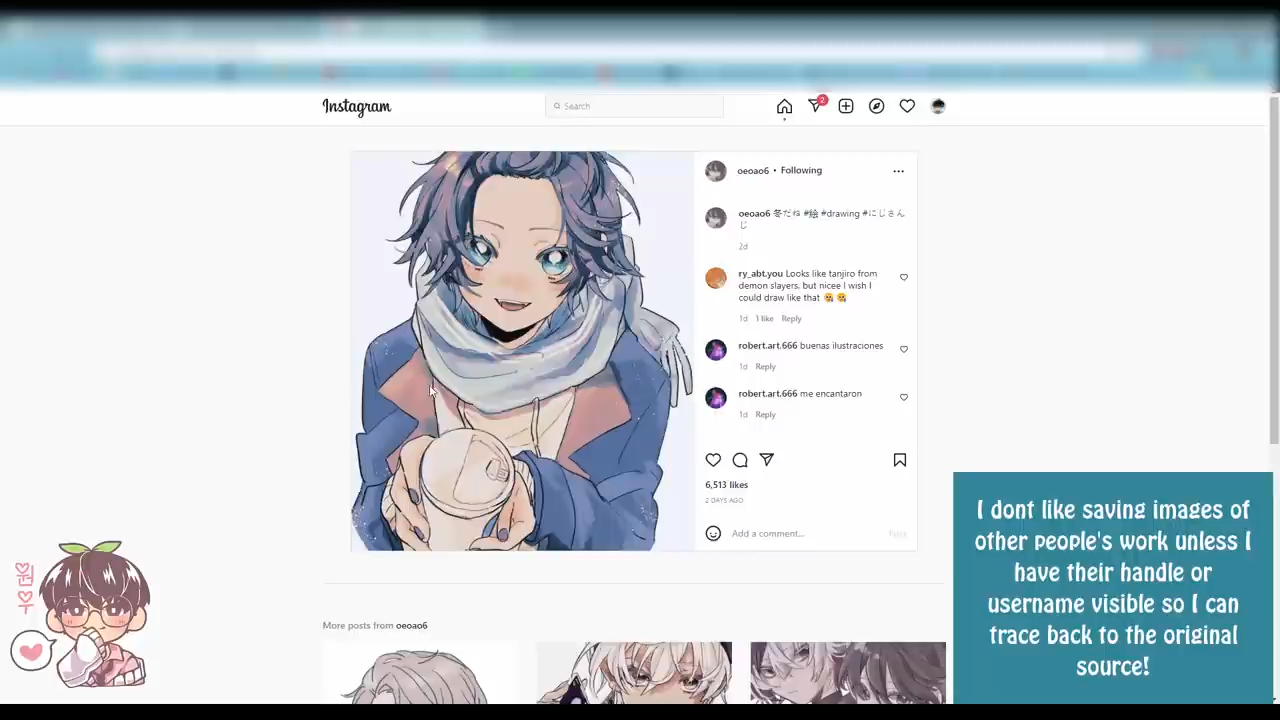 Instagram
Search
2
oeoao6 • Following
oeoao6 冬だね #絵 #drawing #にじさん
じ
2d
ry_abt.you Looks like tanjiro from
demon slayers, but nicee I wish I
could draw like that
1d 1 like Reply
robert.art.666 buenas ilustraciones
1d Reply
robert.art.666 me encantaron
1d Reply
6,513 likes
2 DAYS AGO
Add a comment...
Post
More posts from oeoao6
I dont like saving images of
other people's work unless I
have their handle or
username visible so I can
trace back to the original
source!